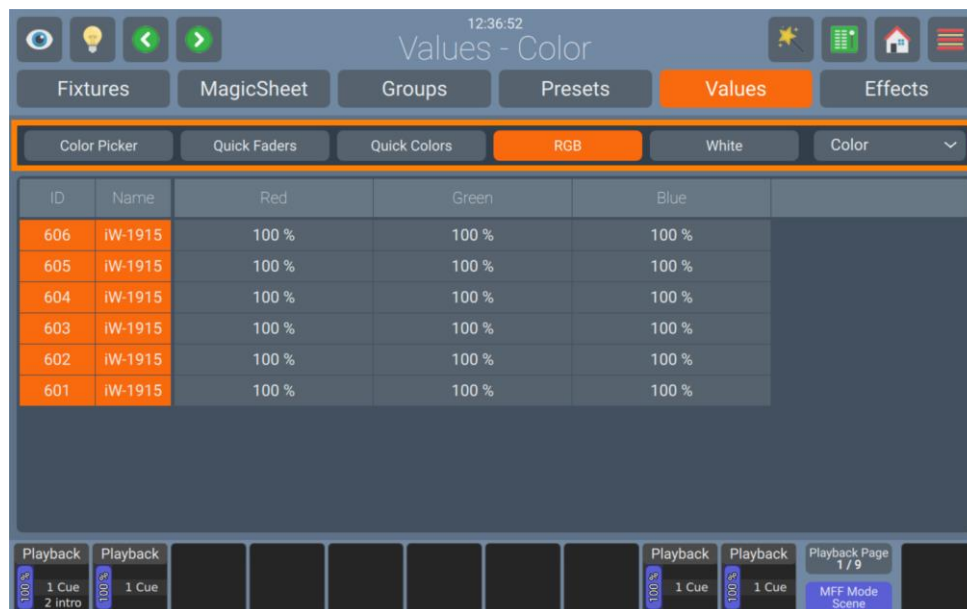 12:36:52
Values - Color
Fixtures MagicSheet Groups Presets Values Effects
Color Picker Quick Faders Quick Colors RGB White Color
ID Name Red Green Blue
606 iW-1915 100 % 100 % 100 %
605 iW-1915 100 % 100 % 100 %
604 iW-1915 100 % 100 % 100 %
603 iW-1915 100 % 100 % 100 %
602 iW-1915 100 % 100 % 100 %
601 iW-1915 100 % 100 % 100 %
Playback Playback Playback Playback Playback Page
1 / 9
100 % 1 Cue 100 % 1 Cue 100 % 1 Cue 100 % 1 Cue MFF Mode
2 intro Scene